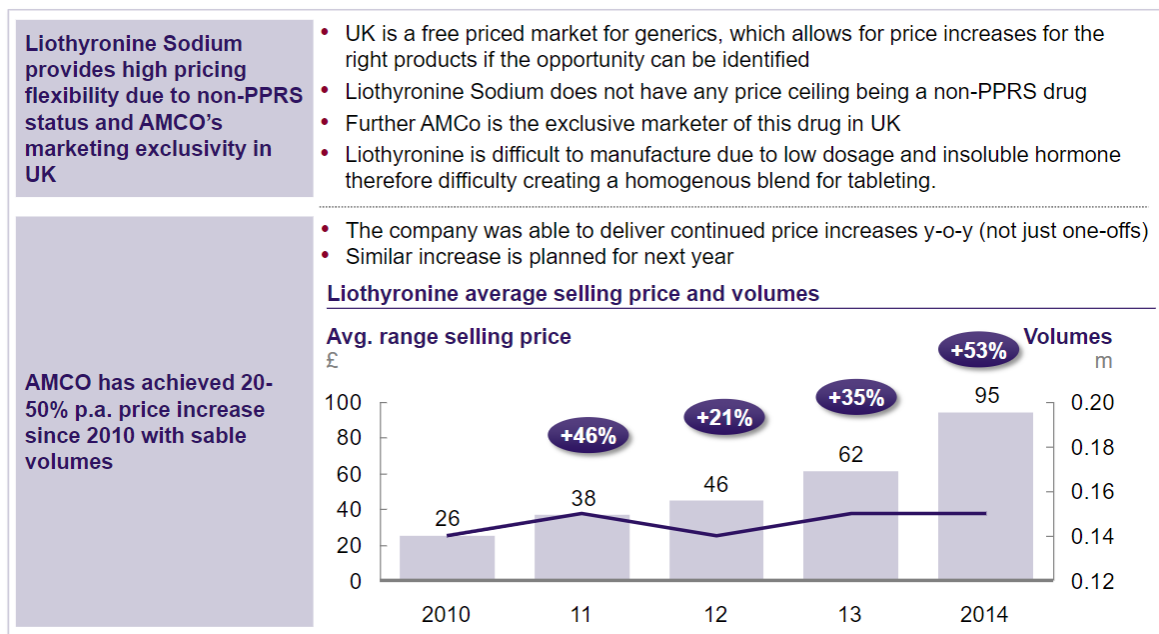 Liothyronine Sodium
provides high pricing
flexibility due to non-PPRS
status and AMCO's
marketing exclusivity in
UK
• UK is a free priced market for generics, which allows for price increases for the
right products if the opportunity can be identified
• Liothyronine Sodium does not have any price ceiling being a non-PPRS drug
• Further AMCo is the exclusive marketer of this drug in UK
• Liothyronine is difficult to manufacture due to low dosage and insoluble hormone
therefore difficulty creating a homogenous blend for tableting.
AMCO has achieved 20-
50% p.a. price increase
since 2010 with sable
volumes
• The company was able to deliver continued price increases y-o-y (not just one-offs)
• Similar increase is planned for next year
Liothyronine average selling price and volumes
Avg. range selling price
£
Volumes
m
+46%
+21%
+35%
+53%
26
38
46
62
95
100
80
60
40
20
0
0.20
0.18
0.16
0.14
0.12
2010
11
12
13
2014